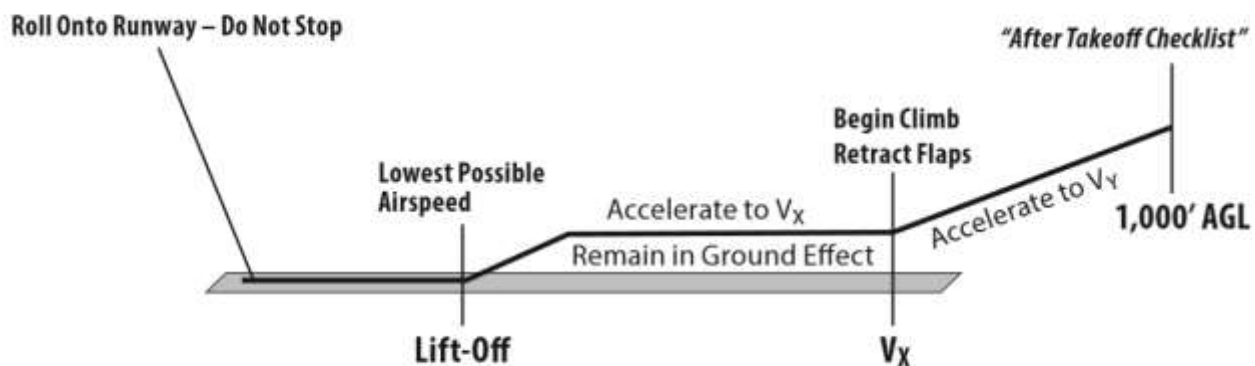 Roll Onto Runway – Do Not Stop
“After Takeoff Checklist”
Lowest Possible
Airspeed
Begin Climb
Retract Flaps
Accelerate to VX
Remain in Ground Effect
Accelerate to VY
1,000' AGL
Lift-Off
VX